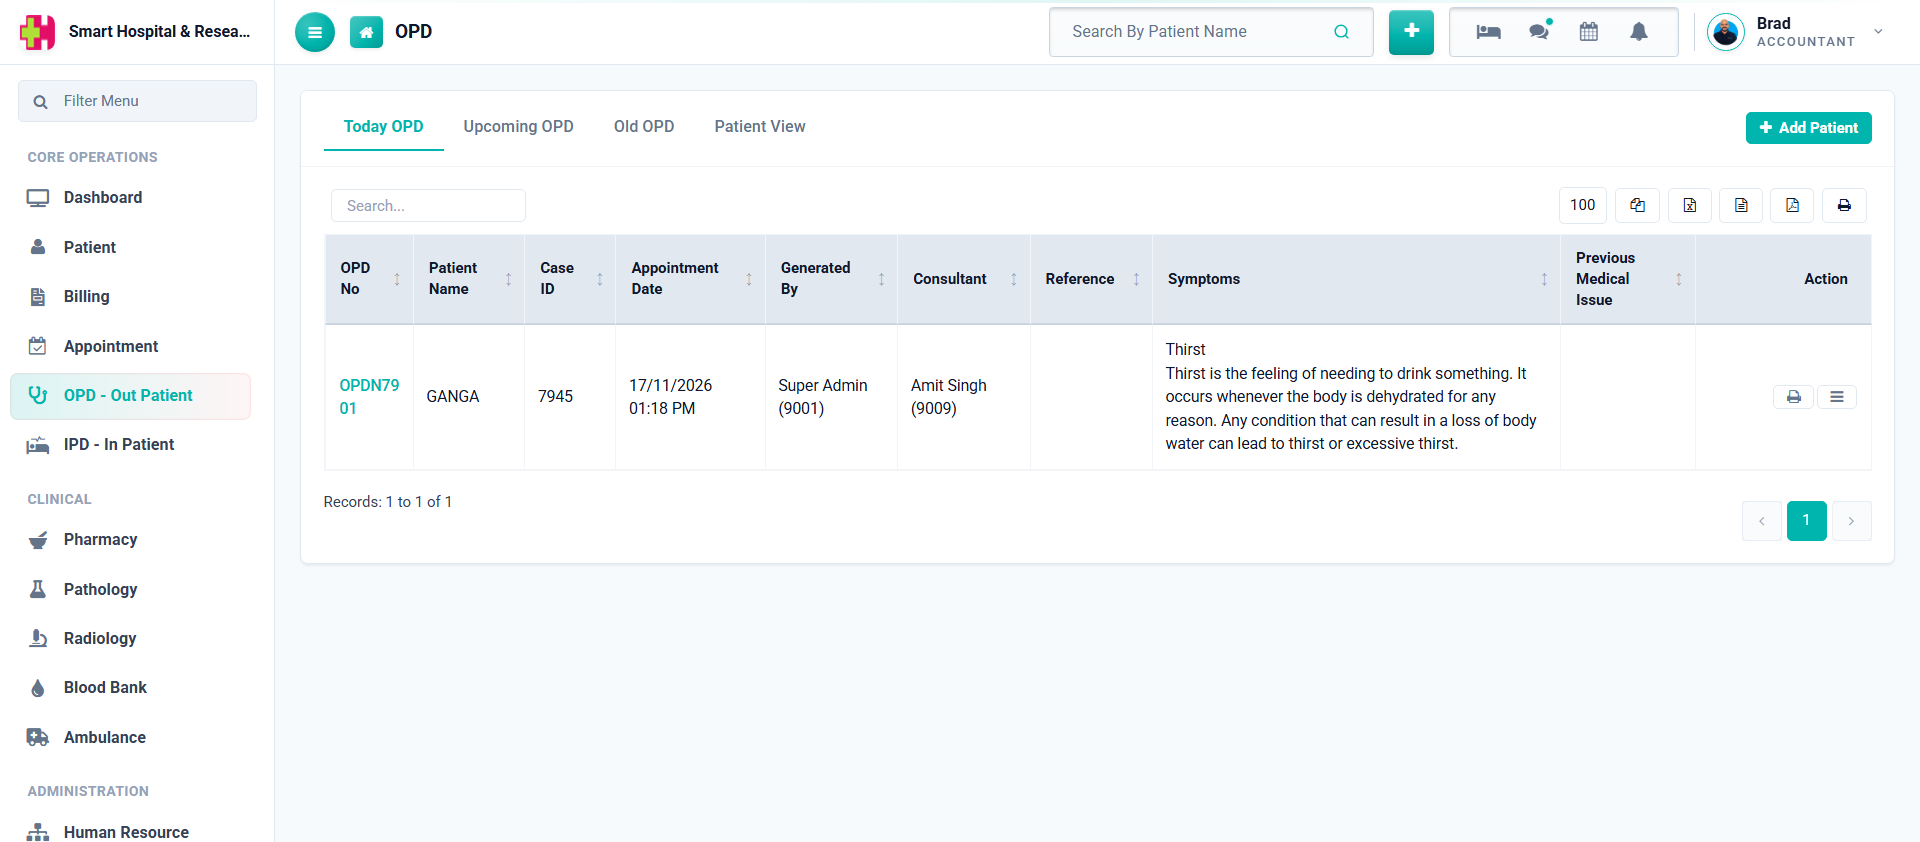 Smart Hospital & Resea...
OPD
Search By Patient Name
Brad
ACCOUNTANT
Filter Menu
CORE OPERATIONS
Dashboard
Patient
Billing
Appointment
OPD - Out Patient
IPD - In Patient
CLINICAL
Pharmacy
Pathology
Radiology
Blood Bank
Ambulance
ADMINISTRATION
Human Resource
Today OPD
Upcoming OPD
Old OPD
Patient View
Add Patient
Search...
100
OPD
No
Patient
Name
Case
ID
Appointment
Date
Generated
By
Consultant
Reference
Symptoms
Previous
Medical
Issue
Action
OPDN79
01
GANGA
7945
17/11/2026
01:18 PM
Super Admin
(9001)
Amit Singh
(9009)
Thirst
Thirst is the feeling of needing to drink something. It
occurs whenever the body is dehydrated for any
reason. Any condition that can result in a loss of body
water can lead to thirst or excessive thirst.
Records: 1 to 1 of 1
1